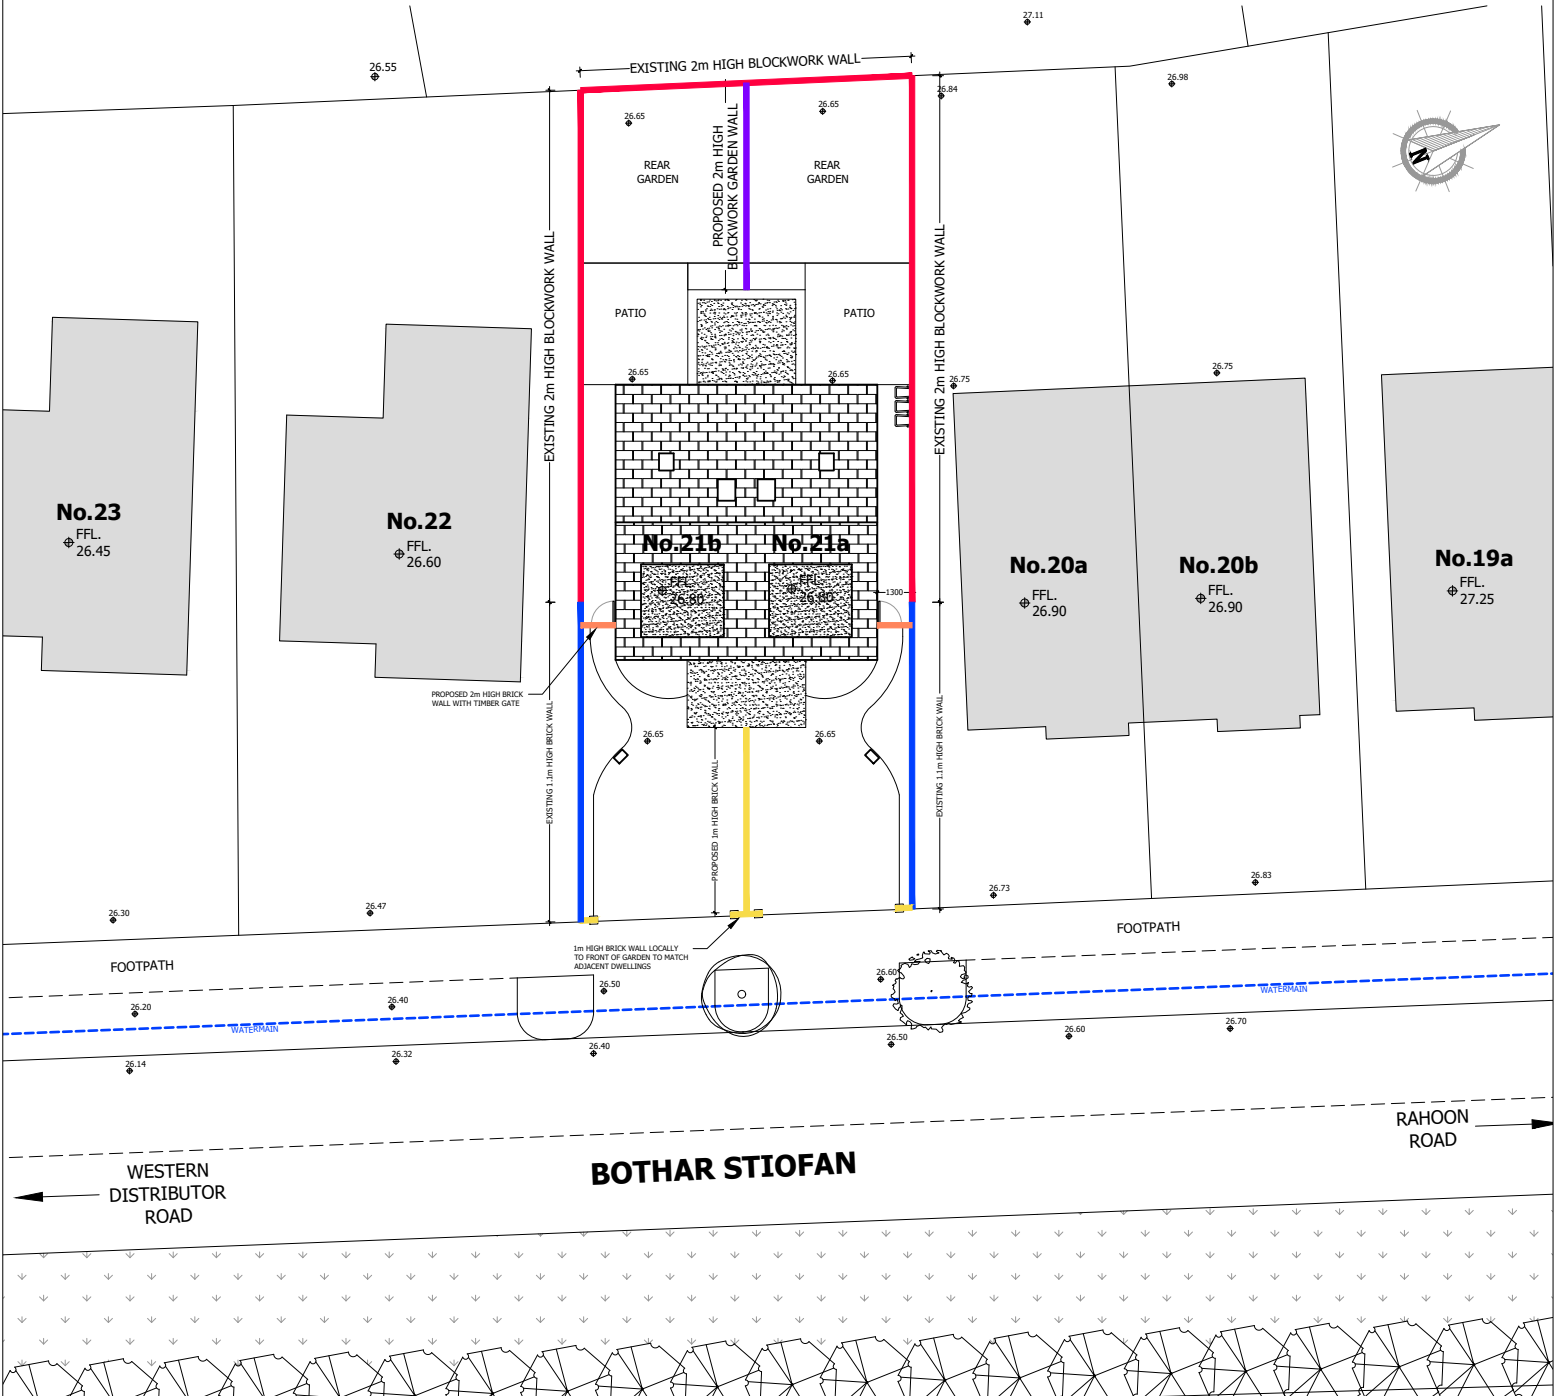 27.11
26.55
EXISTING 2m HIGH BLOCKWORK WALL
26.98
26.84
26.65
26.65
PROPOSED 2m HIGH
BLOCKWORK GARDEN WALL
REAR
GARDEN
REAR
GARDEN
N
EXISTING 2m HIGH BLOCKWORK WALL
EXISTING 2m HIGH BLOCKWORK WALL
PATIO
PATIO
26.65
26.65
26.75
26.75
No.23
FFL.
26.45
No.22
FFL.
26.60
No.21b
FFL.
26.80
No.21a
FFL.
26.80
1300
No.20a
FFL.
26.90
No.20b
FFL.
26.90
No.19a
FFL.
27.25
PROPOSED 2m HIGH BRICK
WALL WITH TIMBER GATE
EXISTING 1.1m HIGH BRICK WALL
26.65
26.65
PROPOSED 1m HIGH BRICK WALL
EXISTING 1.1m HIGH BRICK WALL
26.30
26.47
26.73
26.83
1m HIGH BRICK WALL LOCALLY
TO FRONT OF GARDEN TO MATCH
ADJACENT DWELLINGS
FOOTPATH
FOOTPATH
26.20
26.40
26.50
26.60
WATERMAIN
WATERMAIN
26.14
26.32
26.40
26.50
26.60
26.70
WESTERN
DISTRIBUTOR
ROAD
BOTHAR STIOFAN
RAHOON
ROAD